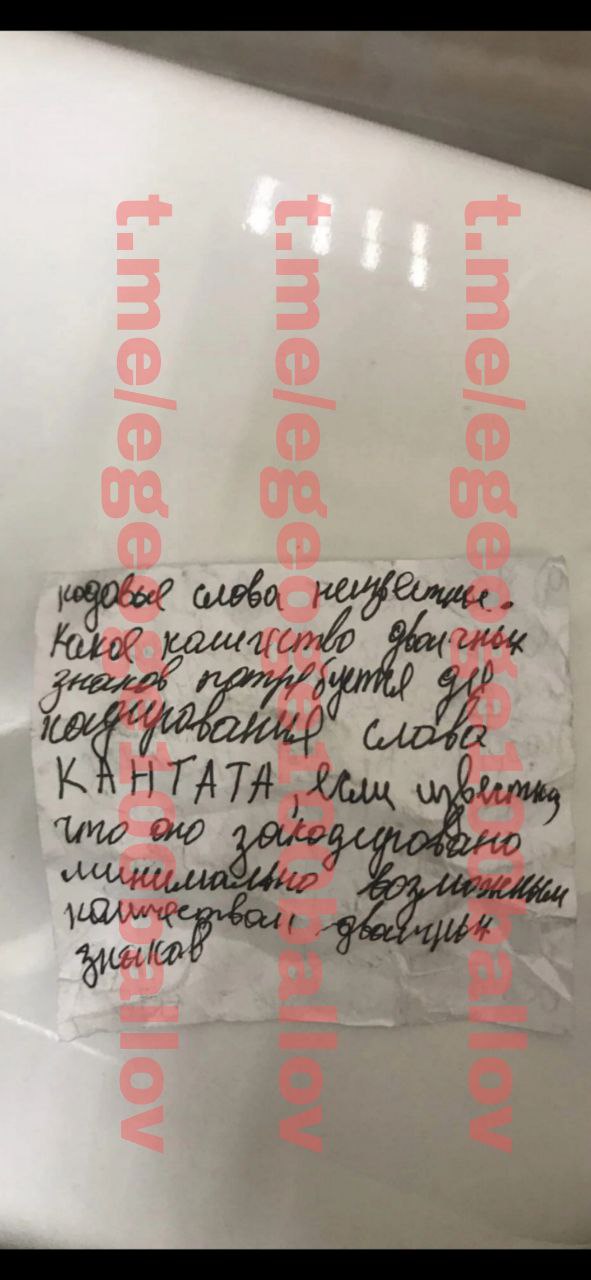 кодовые слова неизвестны.
Какое количество двоичных
знаков потребуется для
кодирования слова
КАНТАТА, если известно,
что оно закодировано
минимально возможным
количеством двоичных
знаков
t.me/ege100ballov
t.me/ege100ballov
t.me/ege100ballov